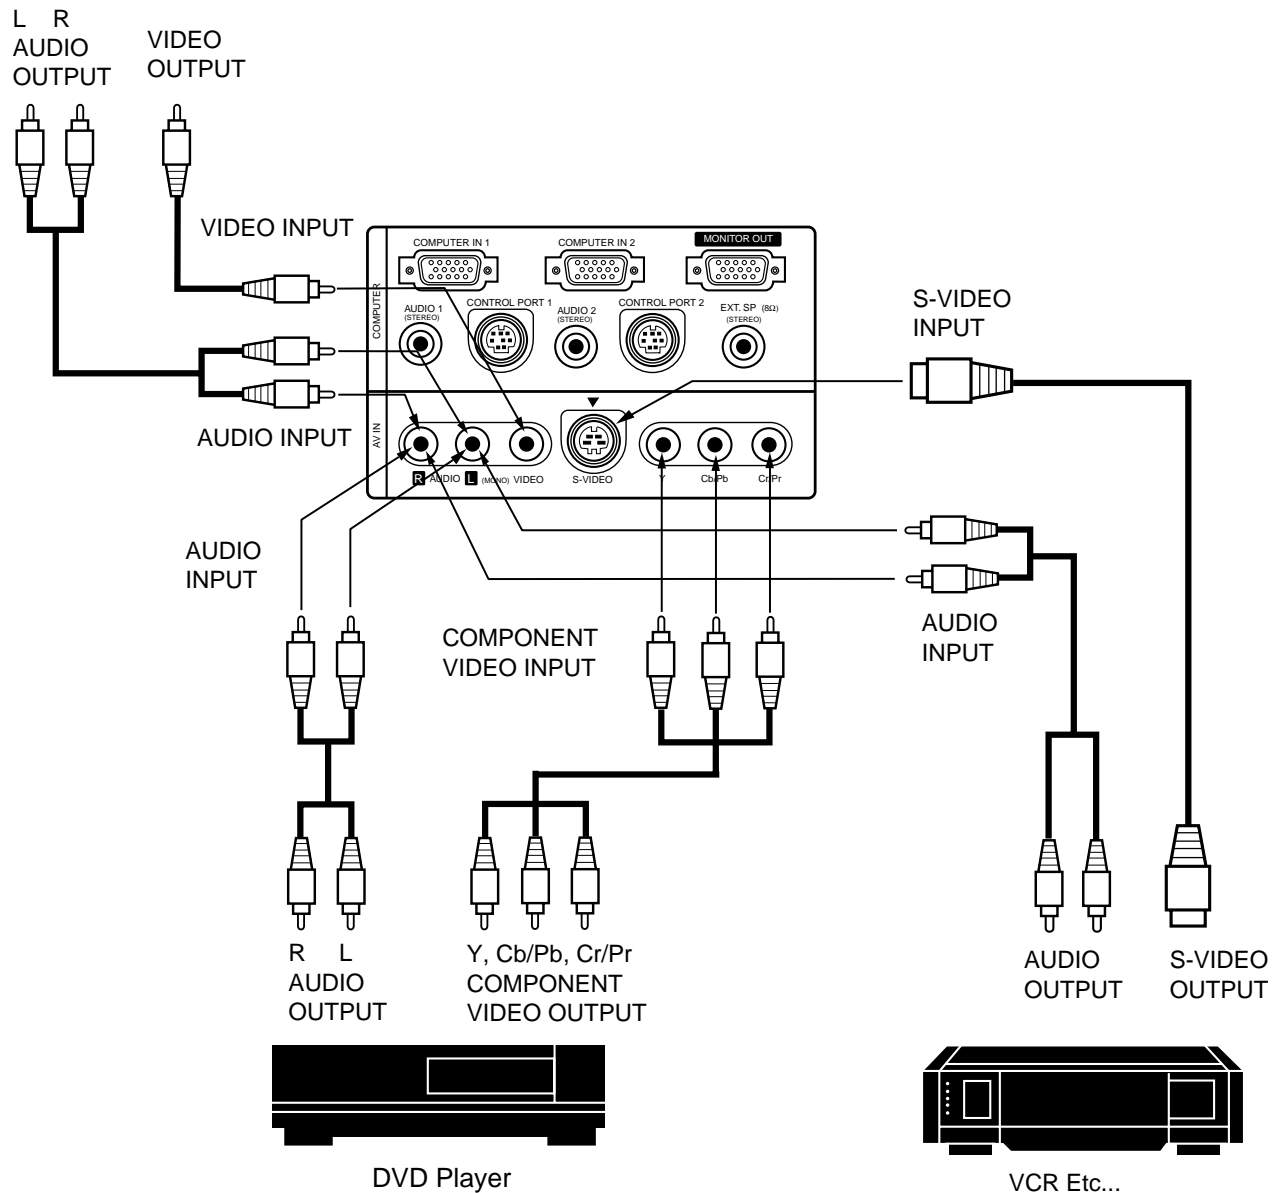 L R
AUDIO
OUTPUT
VIDEO
OUTPUT
VIDEO INPUT
AUDIO INPUT
COMPUTER
COMPUTER IN 1
COMPUTER IN 2
MONITOR OUT
AUDIO 1
(STEREO)
CONTROL PORT 1
AUDIO 2
(STEREO)
CONTROL PORT 2
EXT. SP (8Ω)
(STEREO)
AV IN
R AUDIO L (MONO) VIDEO
S-VIDEO
Y
Cb/Pb
Cr/Pr
S-VIDEO
INPUT
AUDIO
INPUT
COMPONENT
VIDEO INPUT
AUDIO
INPUT
R L
AUDIO
OUTPUT
Y, Cb/Pb, Cr/Pr
COMPONENT
VIDEO OUTPUT
AUDIO
OUTPUT
S-VIDEO
OUTPUT
DVD Player
VCR Etc...